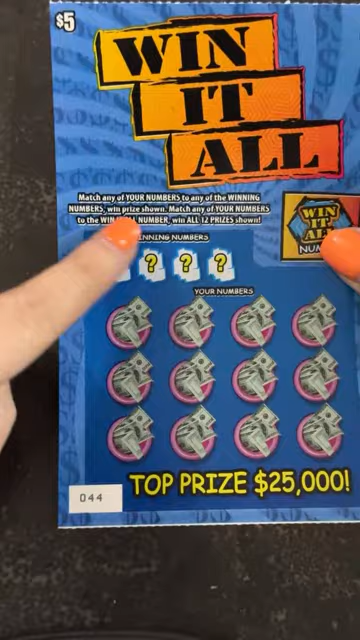 $5
WIN
IT
ALL
Match any of YOUR NUMBERS to any of the WINNING
NUMBERS, win prize shown. Match any of YOUR NUMBERS
to the NUMBER, win ALL 12 PRIZES shown!
WIN
IT
NUMBERS
? ? ?
YOUR NUMBERS
TOP PRIZE $25,000!
044